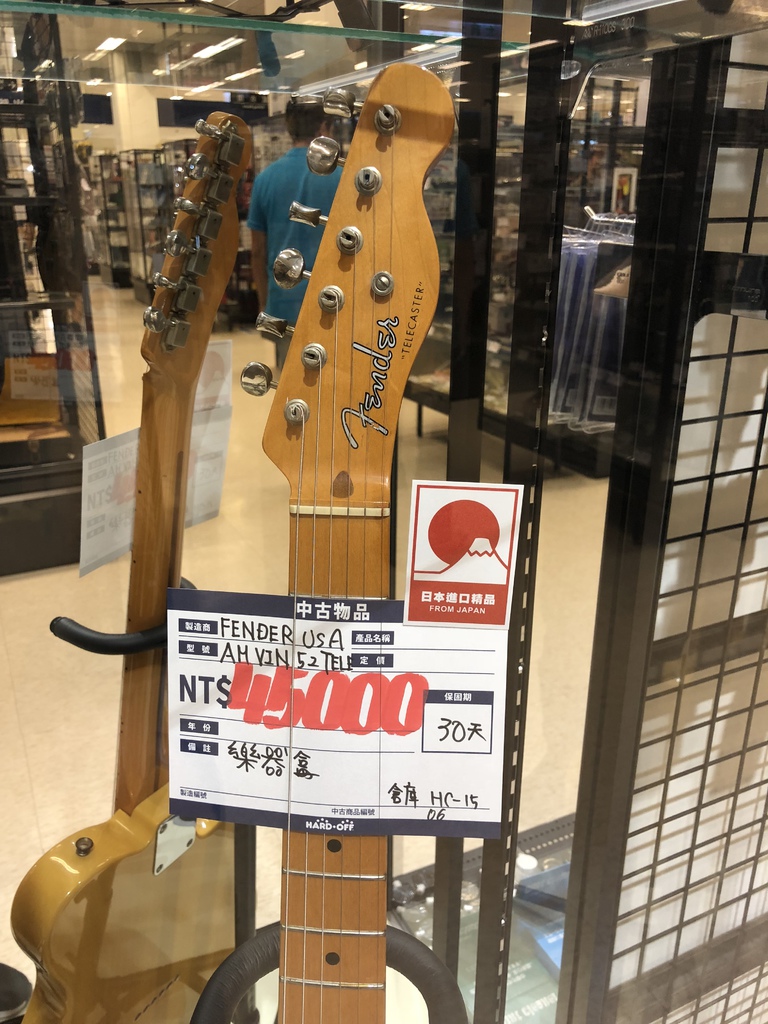 Fender
"TELECASTER"
日本進口精品
FROM JAPAN
中古物品
製造商 FENDER USA 產品名稱
型號 AM VIN 52 TELE 定價
NT$45000
保固期
30天
年份
備註 樂器盒
製造編號
倉庫 HC-15
中古商品編號 06
HARD·OFF